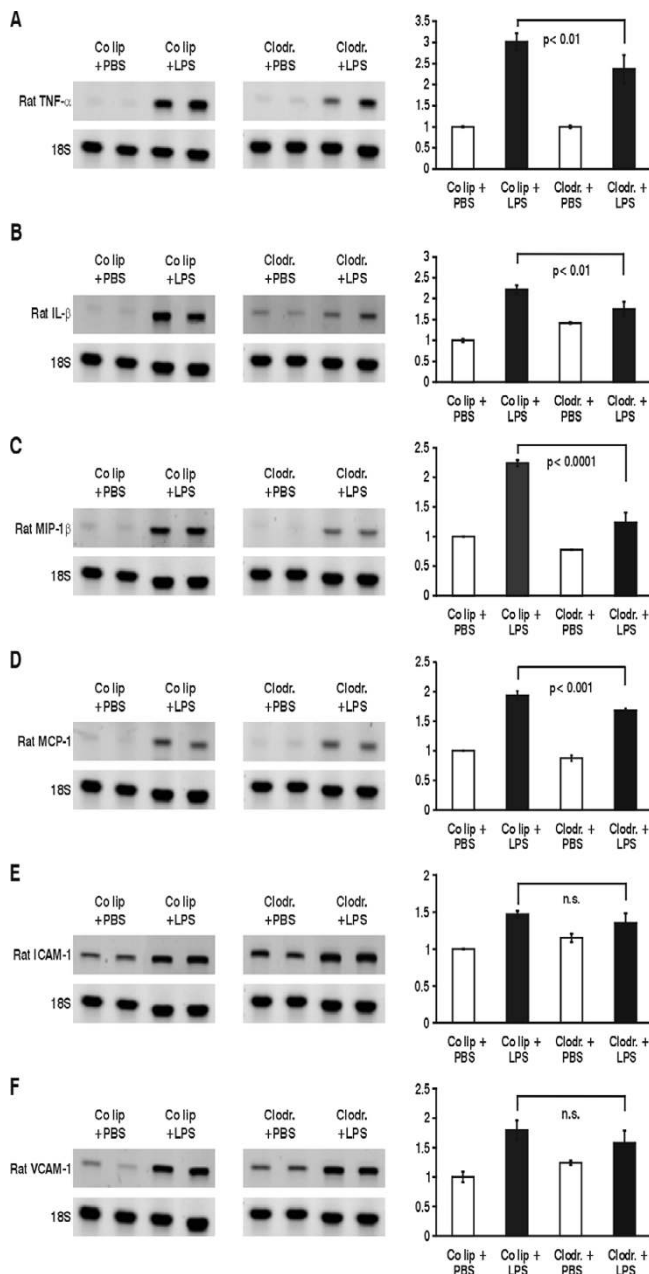 A
Co lip
+PBS
Co lip
+LPS
Clodr.
+PBS
Clodr.
+LPS
Rat TNF-α
18S
3.5
3
2.5
2
1.5
1
0.5
0
p< 0.01
Co lip +
PBS
Co lip +
LPS
Clodr. +
PBS
Clodr. +
LPS
B
Co lip
+PBS
Co lip
+LPS
Clodr.
+PBS
Clodr.
+LPS
Rat IL-β
18S
3
2.5
2
1.5
1
0.5
0
p< 0.01
Co lip +
PBS
Co lip +
LPS
Clodr. +
PBS
Clodr. +
LPS
C
Co lip
+PBS
Co lip
+LPS
Clodr.
+PBS
Clodr.
+LPS
Rat MIP-1β
18S
2.5
2
1.5
1
0.5
0
p< 0.0001
Co lip +
PBS
Co lip +
LPS
Clodr. +
PBS
Clodr. +
LPS
D
Co lip
+PBS
Co lip
+LPS
Clodr.
+PBS
Clodr.
+LPS
Rat MCP-1
18S
2.5
2
1.5
1
0.5
0
p< 0.001
Co lip +
PBS
Co lip +
LPS
Clodr. +
PBS
Clodr. +
LPS
E
Co lip
+PBS
Co lip
+LPS
Clodr.
+PBS
Clodr.
+LPS
Rat ICAM-1
18S
2
1.5
1
0.5
0
n.s.
Co lip +
PBS
Co lip +
LPS
Clodr. +
PBS
Clodr. +
LPS
F
Co lip
+PBS
Co lip
+LPS
Clodr.
+PBS
Clodr.
+LPS
Rat VCAM-1
18S
2.5
2
1.5
1
0.5
0
n.s.
Co lip +
PBS
Co lip +
LPS
Clodr. +
PBS
Clodr. +
LPS